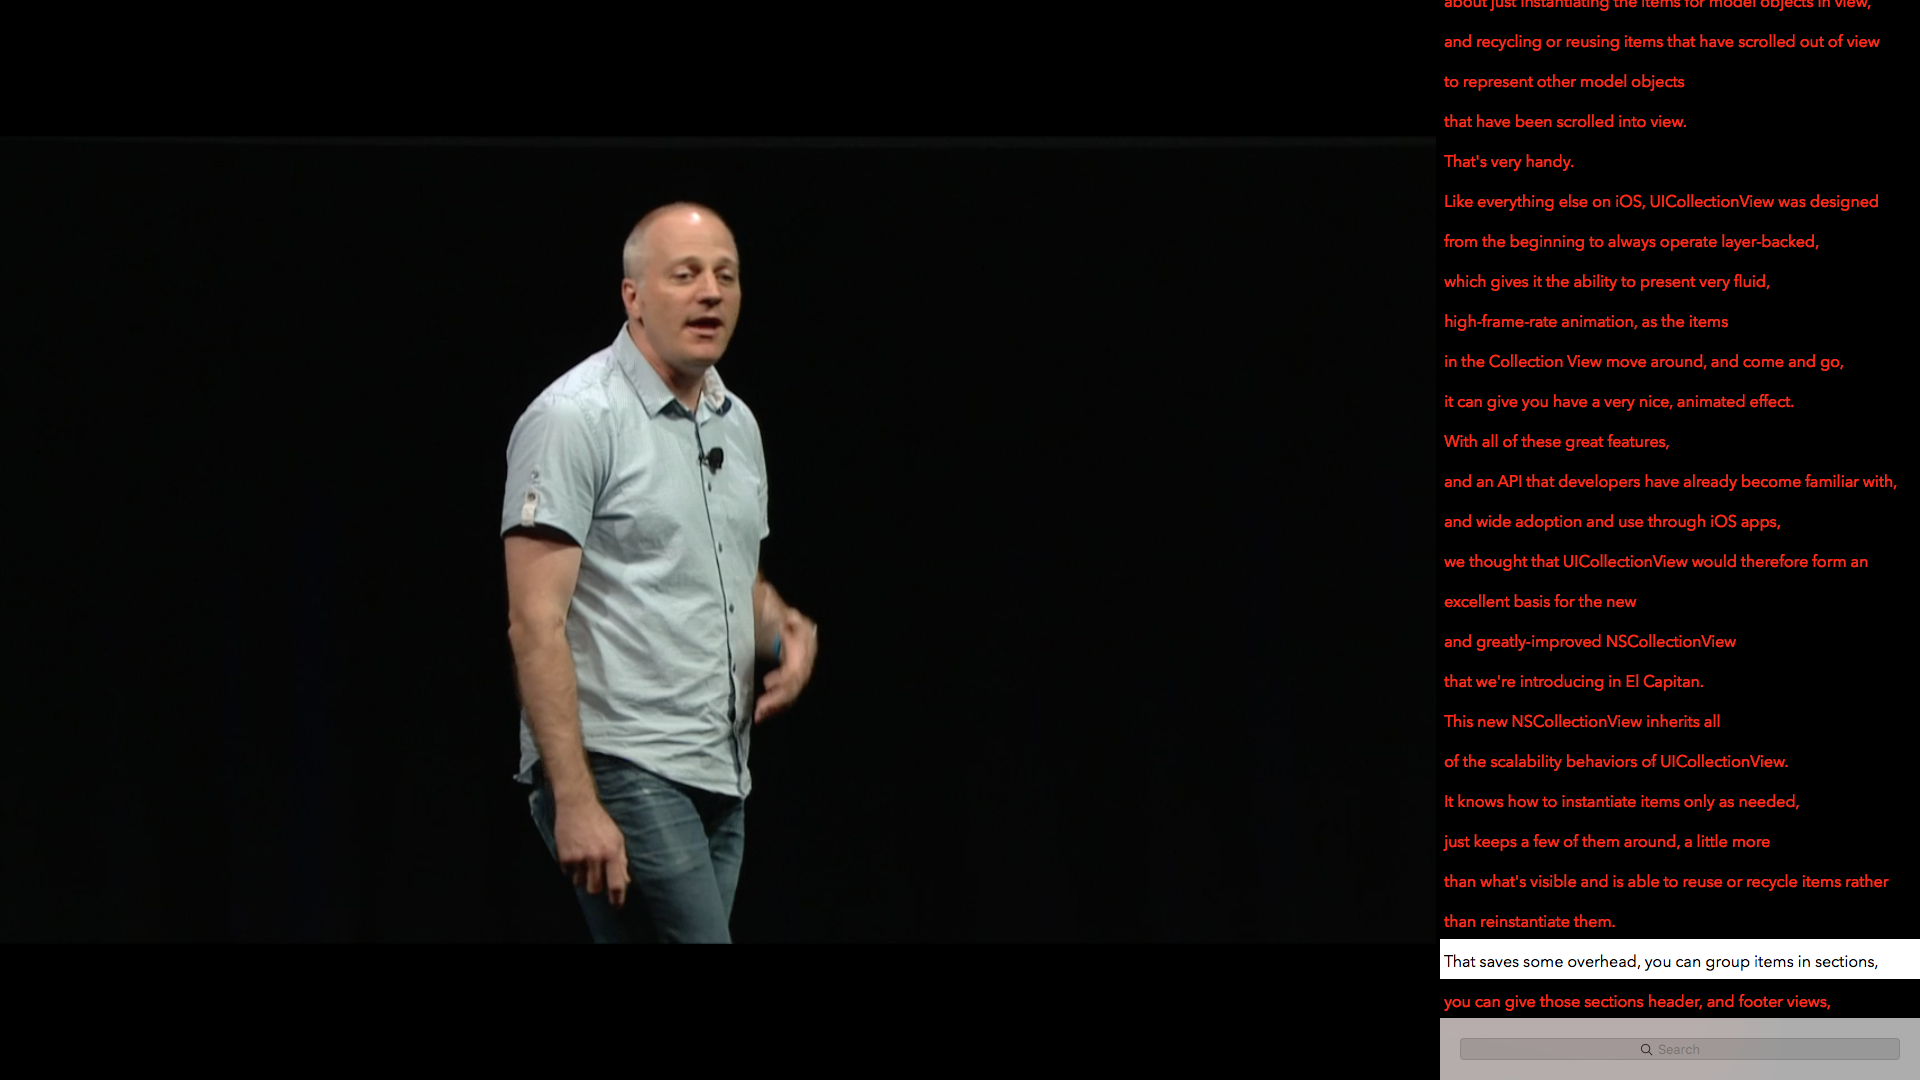 about just instantiating the items for model objects in view,
and recycling or reusing items that have scrolled out of view
to represent other model objects
that have been scrolled into view.
That's very handy.
Like everything else on iOS, UICollectionView was designed
from the beginning to always operate layer-backed,
which gives it the ability to present very fluid,
high-frame-rate animation, as the items
in the Collection View move around, and come and go,
it can give you have a very nice, animated effect.
With all of these great features,
and an API that developers have already become familiar with,
and wide adoption and use through iOS apps,
we thought that UICollectionView would therefore form an
excellent basis for the new
and greatly-improved NSCollectionView
that we're introducing in El Capitan.
This new NSCollectionView inherits all
of the scalability behaviors of UICollectionView.
It knows how to instantiate items only as needed,
just keeps a few of them around, a little more
than what's visible and is able to reuse or recycle items rather
than reinstantiate them.
That saves some overhead, you can group items in sections,
you can give those sections header, and footer views,
Search